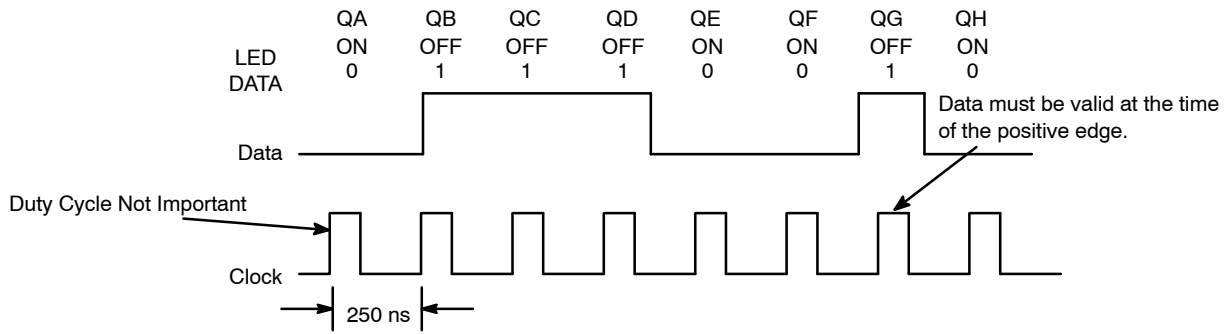 QA QB QC QD QE QF QG QH
ON OFF OFF OFF ON ON OFF ON
LED
0 1 1 1 0 0 1 0
DATA
Data must be valid at the time
of the positive edge.
Data
Duty Cycle Not Important
Clock
250 ns